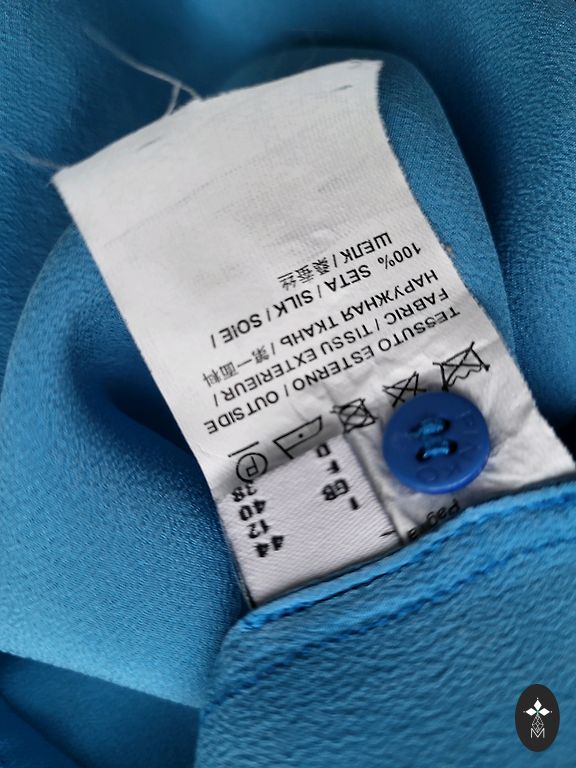 I 44
GB 12
F 40
D 38
P
TESSUTO ESTERNO / OUTSIDE
FABRIC / TISSU EXTERIEUR /
НАРУЖНАЯ ТКАНЬ / 第一面料
100% SETA / SILK / SOIE /
ШЕЛК / 桑蚕丝
M